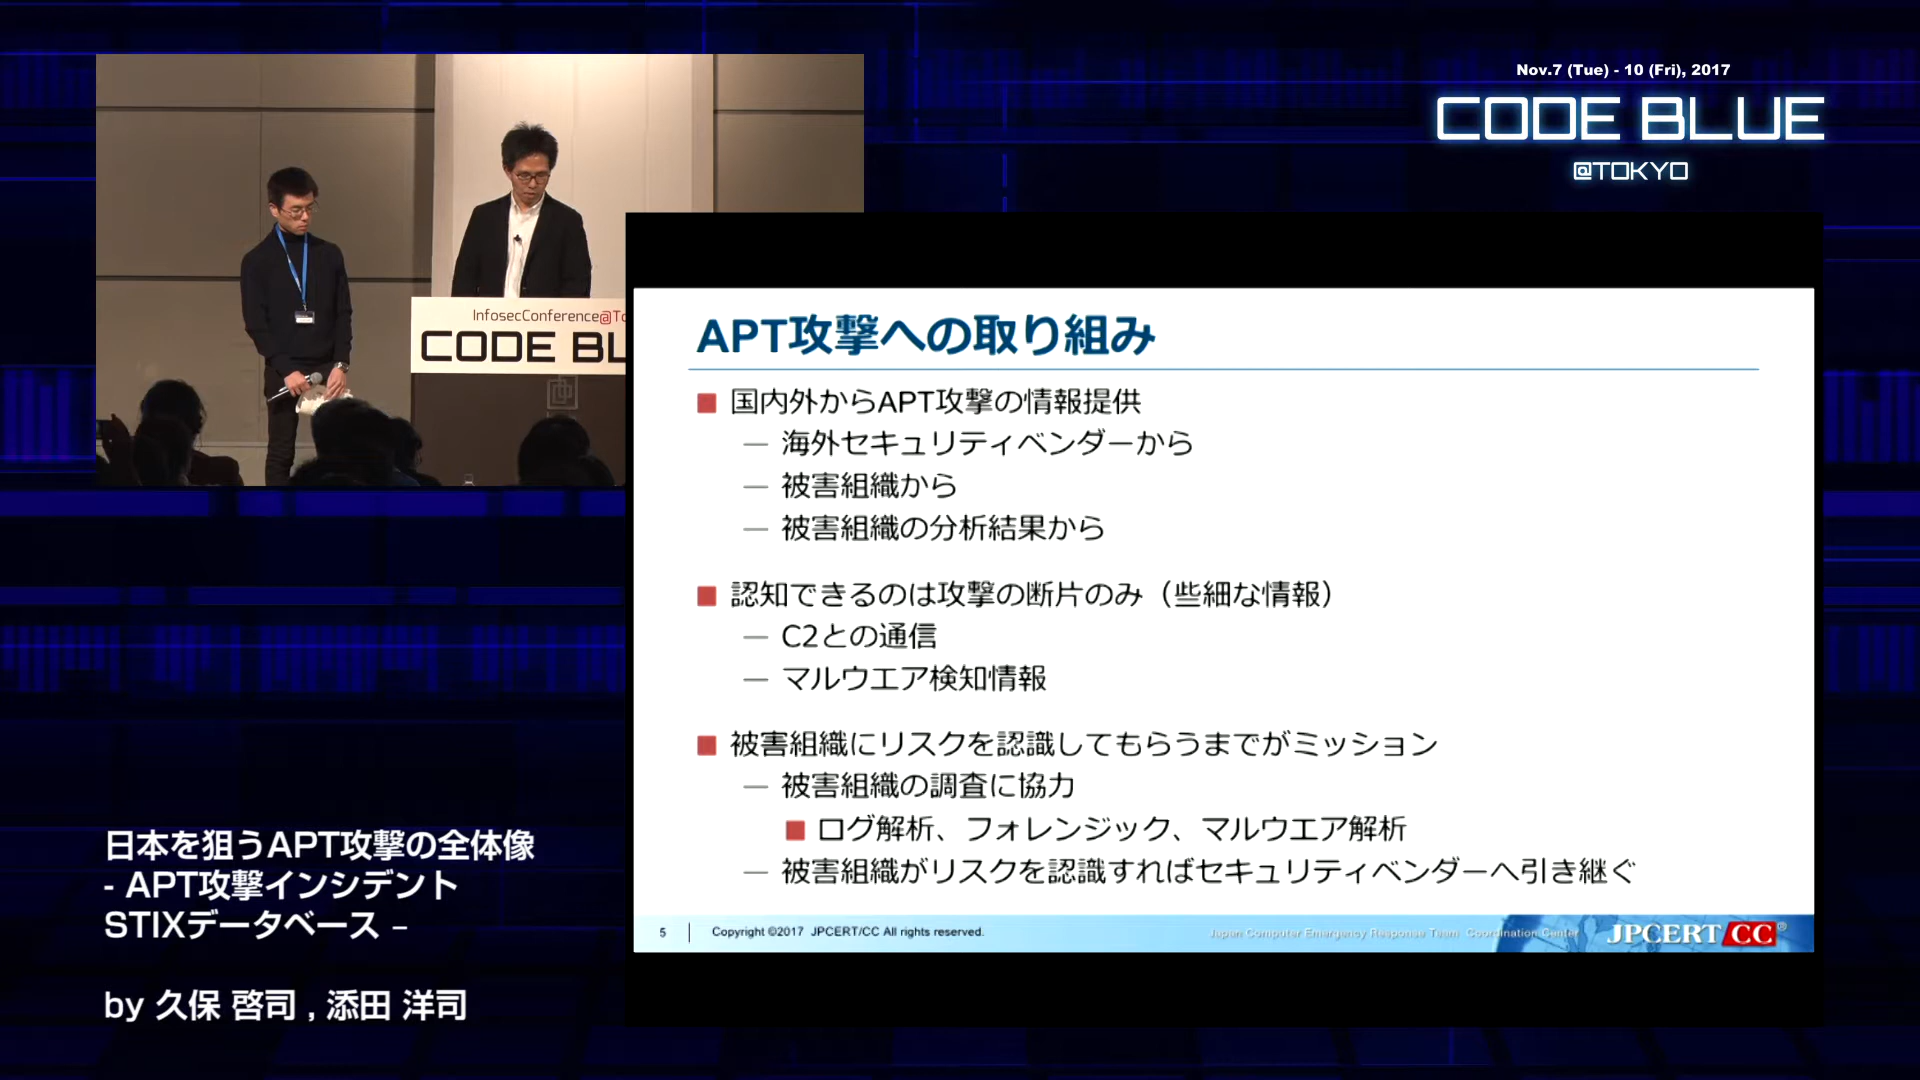 Nov.7 (Tue) - 10 (Fri), 2017
CODE BLUE
@TOKYO
InfosecConference@To
CODE BL
APT攻撃への取り組み
■ 国内外からAPT攻撃の情報提供
— 海外セキュリティベンダーから
— 被害組織から
— 被害組織の分析結果から
■ 認知できるのは攻撃の断片のみ（些細な情報）
— C2との通信
— マルウエア検知情報
■ 被害組織にリスクを認識してもらうまでがミッション
— 被害組織の調査に協力
■ ログ解析、フォレンジック、マルウエア解析
— 被害組織がリスクを認識すればセキュリティベンダーへ引き継ぐ
5
Copyright ©2017 JPCERT/CC All rights reserved.
Japan Computer Emergency Response Team Coordination Center
JPCERT/CC®
日本を狙うAPT攻撃の全体像
- APT攻撃インシデント
STIXデータベース –
by 久保 啓司 , 添田 洋司